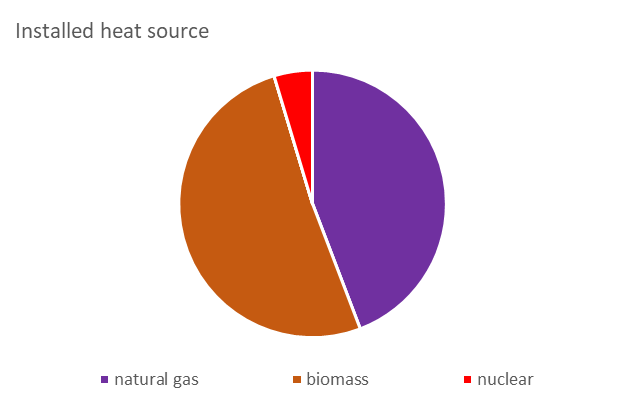 Installed heat source
natural gas biomass nuclear